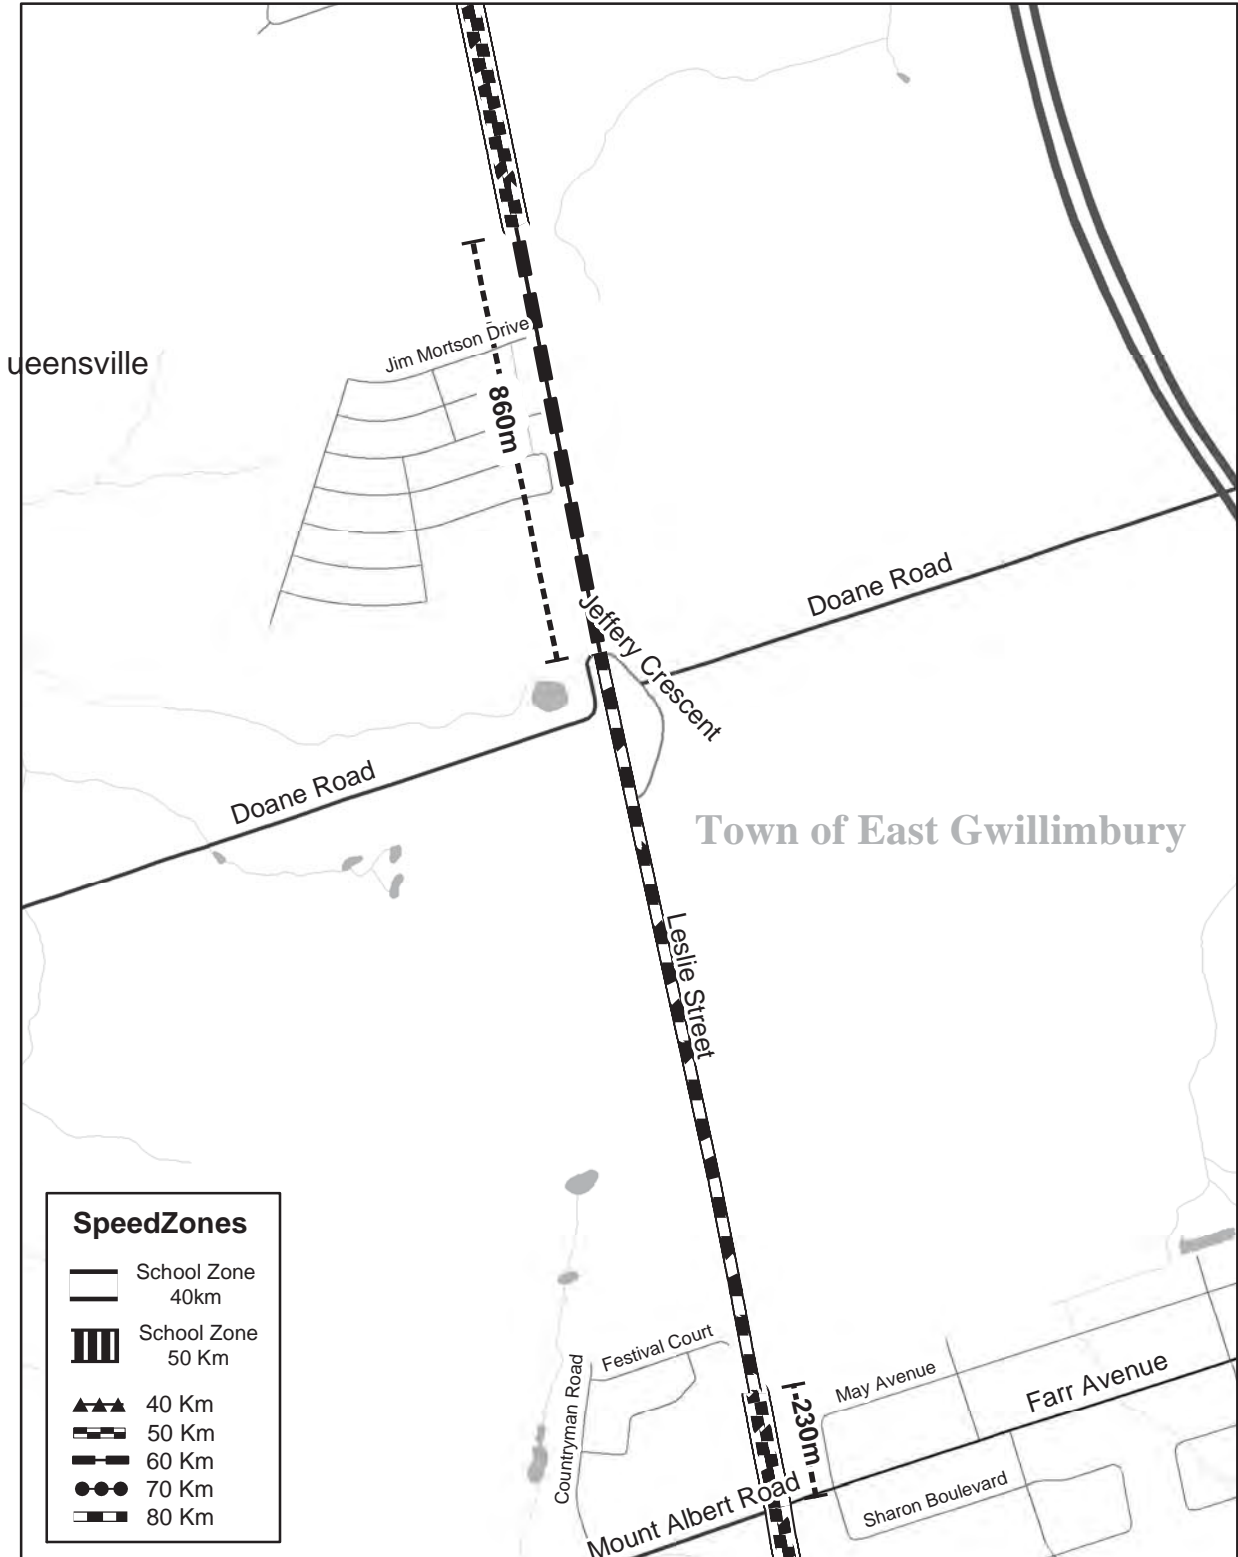 Jim Mortson Drive
ueensville
860m
Doane Road
Jeffery Crescent
Doane Road
Town of East Gwillimbury
Leslie Street
SpeedZones
School Zone
40km
School Zone
50 Km
40 Km
50 Km
60 Km
70 Km
80 Km
Festival Court
Countryman Road
230m
May Avenue
Farr Avenue
Sharon Boulevard
Mount Albert Road